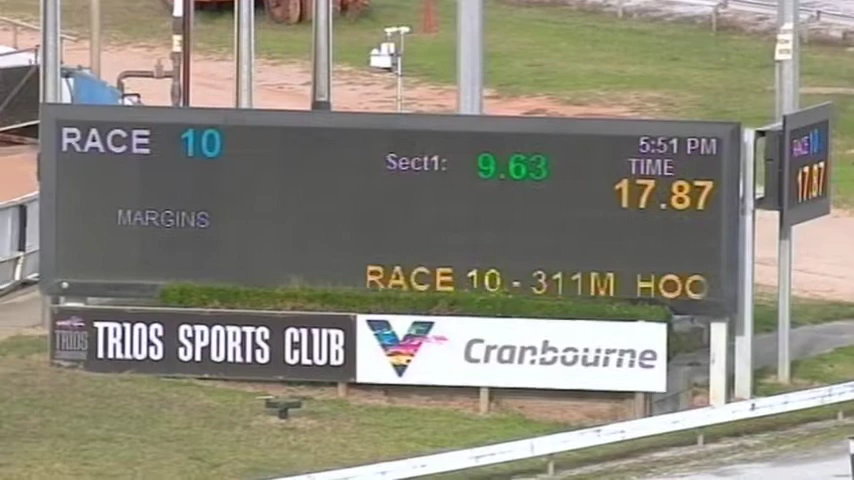 RACE 10
Sect1: 9.63
5:51 PM
TIME
17.87
MARGINS
RACE 10 - 311M HOO
RACE 10
17.87
TRIOS
TRIOS SPORTS CLUB
Cranbourne